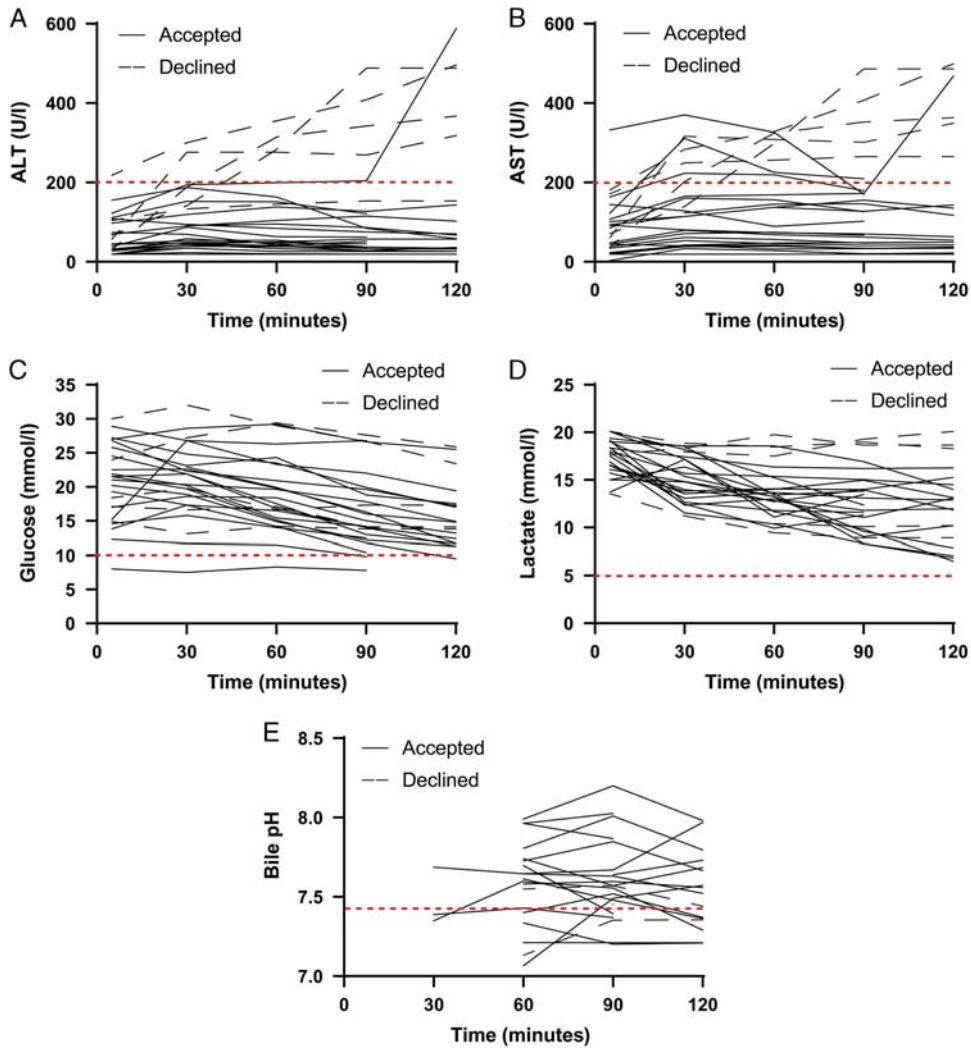 A
600
400
200
0
ALT (U/l)
Accepted
Declined
0 30 60 90 120
Time (minutes)
B
600
400
200
0
AST (U/l)
Accepted
Declined
0 30 60 90 120
Time (minutes)
C
35
30
25
20
15
10
5
0
Glucose (mmol/l)
Accepted
Declined
0 30 60 90 120
Time (minutes)
D
25
20
15
10
5
0
Lactate (mmol/l)
Accepted
Declined
0 30 60 90 120
Time (minutes)
E
8.5
8.0
7.5
7.0
Bile pH
Accepted
Declined
0 30 60 90 120
Time (minutes)